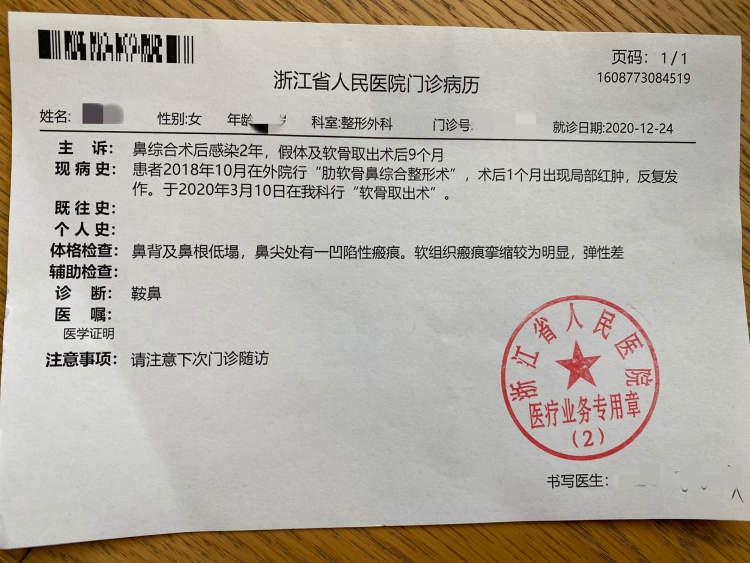 页码：1/1
1608773084519
浙江省人民医院门诊病历
姓名: 性别:女 年龄 岁 科室:整形外科 门诊号 就诊日期:2020-12-24
主 诉: 鼻综合术后感染2年，假体及软骨取出术后9个月
现 病 史: 患者2018年10月在外院行“肋软骨鼻综合整形术”，术后1个月出现局部红肿，反复发
作。于2020年3月10日在我科行“软骨取出术”。
既 往 史:
个 人 史:
体格检查: 鼻背及鼻根低塌，鼻尖处有一凹陷性瘢痕。软组织瘢痕挛缩较为明显，弹性差
辅助检查:
诊 断: 鞍鼻
医 嘱:
医学证明
注意事项: 请注意下次门诊随访
浙江省人民医院
医疗业务专用章
(2)
书写医生: